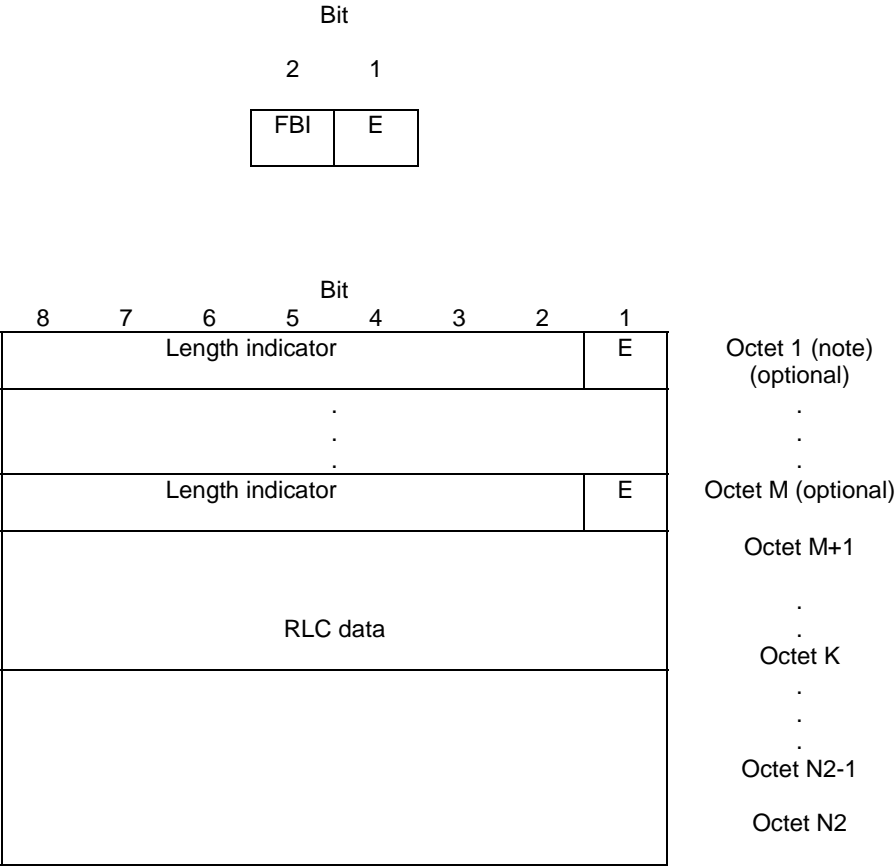 Bit
2 1
FBI E
Bit
8 7 6 5 4 3 2 1
Length indicator E Octet 1 (note)
(optional)
. .
. .
. .
Length indicator E Octet M (optional)
Octet M+1
.
RLC data .
Octet K
.
.
.
Octet N2-1
Octet N2